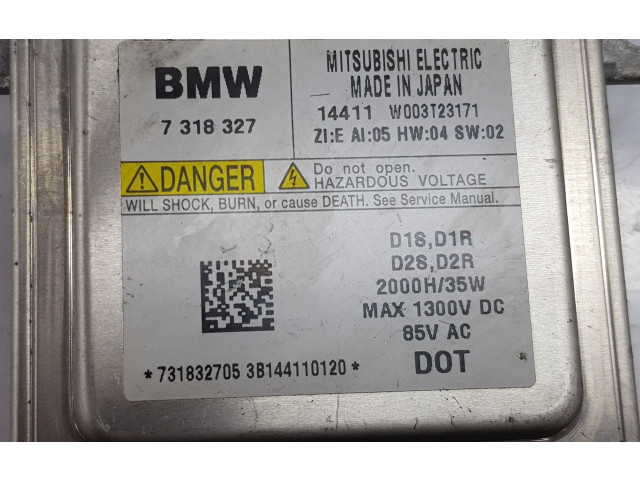 BMW
7 318 327
MITSUBISHI ELECTRIC
MADE IN JAPAN
14411 W003T23171
ZI:E AI:05 HW:04 SW:02
DANGER
Do not open.
HAZARDOUS VOLTAGE
WILL SHOCK, BURN, or cause DEATH. See Service Manual.
D1S,D1R
D2S,D2R
2000H/35W
MAX 1300V DC
85V AC
DOT
*731832705 3B144110120*